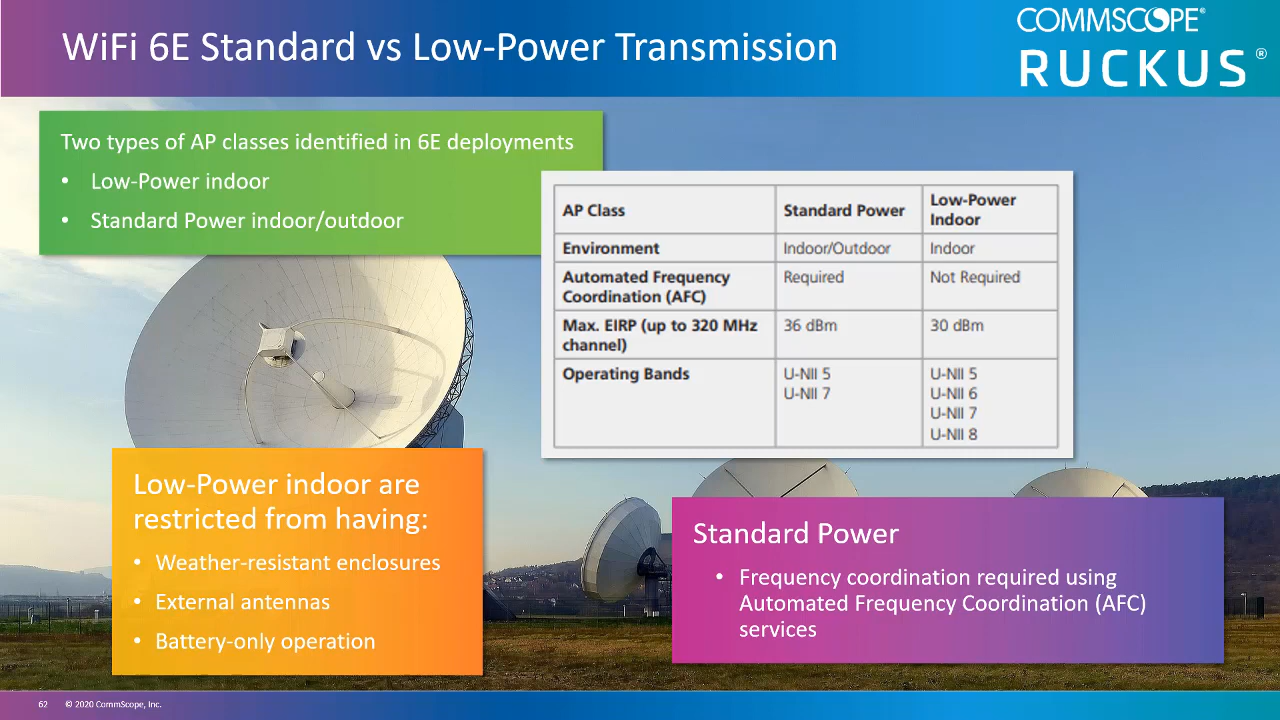 WiFi 6E Standard vs Low-Power Transmission
COMMSCOPE®
RUCKUS®
Two types of AP classes identified in 6E deployments
• Low-Power indoor
• Standard Power indoor/outdoor
AP Class Standard Power Low-Power
Indoor
Environment Indoor/Outdoor Indoor
Automated Frequency Required Not Required
Coordination (AFC)
Max. EIRP (up to 320 MHz 36 dBm 30 dBm
channel)
Operating Bands U-NII 5 U-NII 5
U-NII 7 U-NII 6
U-NII 7
U-NII 8
Low-Power indoor are
restricted from having:
• Weather-resistant enclosures
• External antennas
• Battery-only operation
Standard Power
• Frequency coordination required using
Automated Frequency Coordination (AFC)
services
62 © 2020 CommScope, Inc.